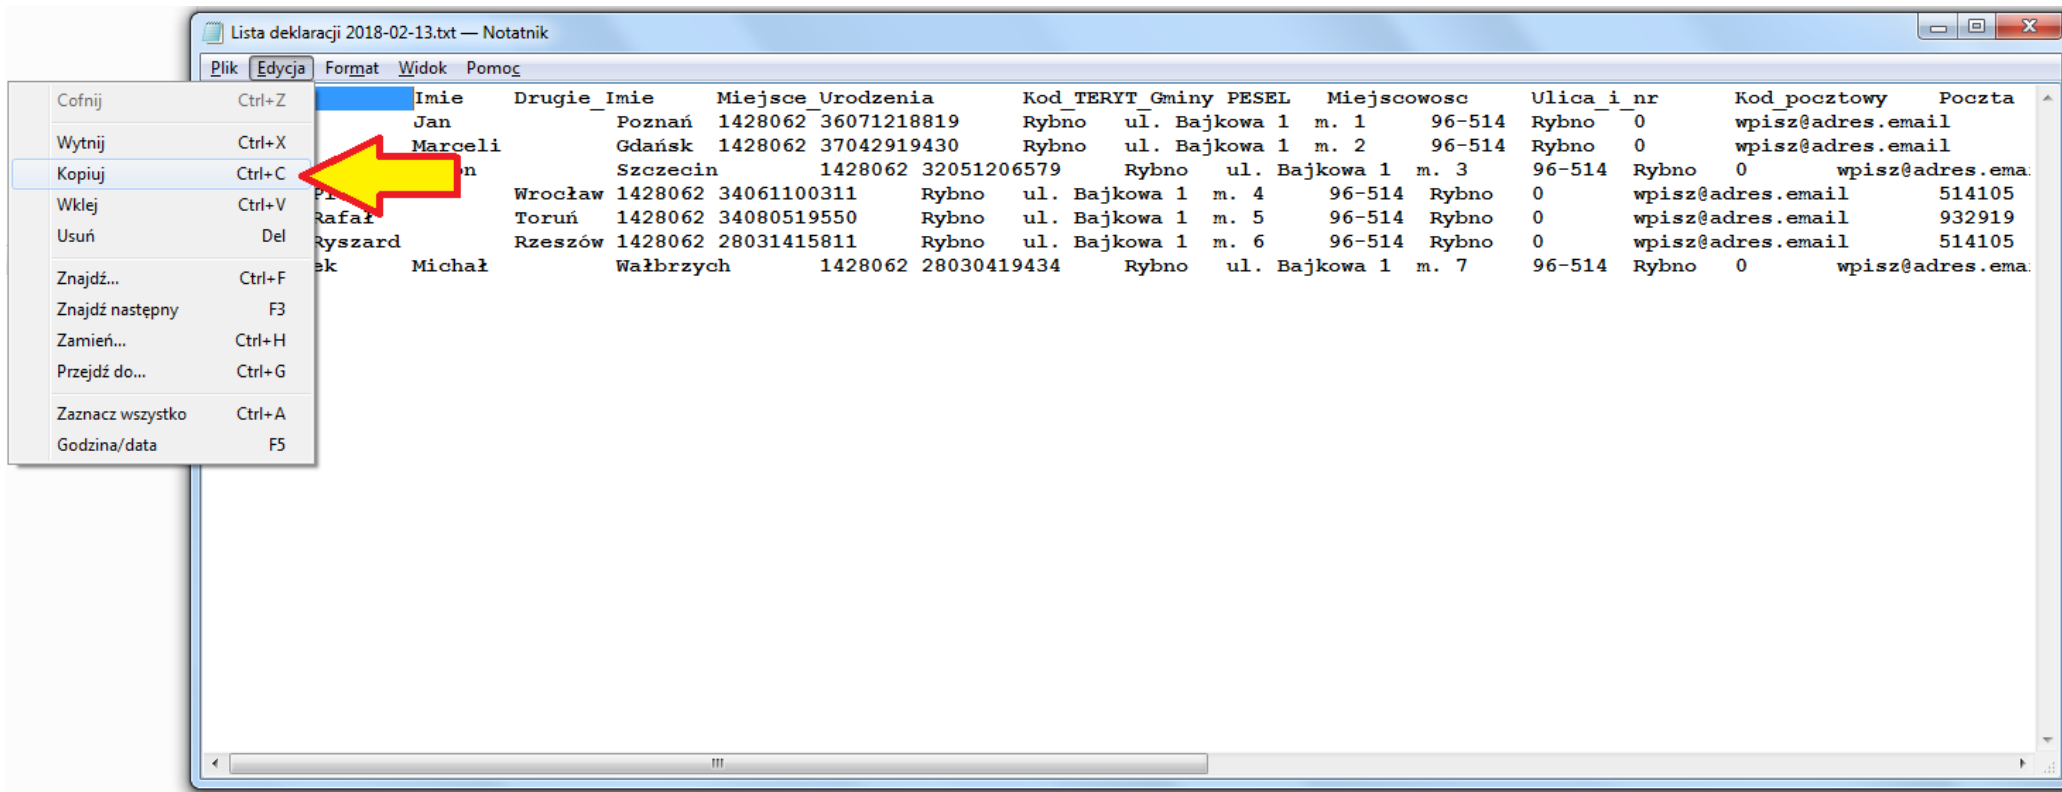 Lista deklaracji 2018-02-13.txt — Notatnik
Plik Edycja Format Widok Pomoc
Cofnij Ctrl+Z
Wytnij Ctrl+X
Kopiuj Ctrl+C
Wklej Ctrl+V
Usuń Del
Znajdź... Ctrl+F
Znajdź następny F3
Zamień... Ctrl+H
Przejdź do... Ctrl+G
Zaznacz wszystko Ctrl+A
Godzina/data F5
Imie Drugie_Imie Miejsce_Urodzenia Kod_TERYT_Gminy PESEL Miejscowosc Ulica_i_nr Kod_pocztowy Poczta
Jan Poznań 1428062 36071218819 Rybno ul. Bajkowa 1 m. 1 96-514 Rybno 0 wpisz@adres.email
Marceli Gdańsk 1428062 37042919430 Rybno ul. Bajkowa 1 m. 2 96-514 Rybno 0 wpisz@adres.email
Szczecin 1428062 32051206579 Rybno ul. Bajkowa 1 m. 3 96-514 Rybno 0 wpisz@adres.ema
Wrocław 1428062 34061100311 Rybno ul. Bajkowa 1 m. 4 96-514 Rybno 0 wpisz@adres.email 514105
Rafał Toruń 1428062 34080519550 Rybno ul. Bajkowa 1 m. 5 96-514 Rybno 0 wpisz@adres.email 932919
Ryszard Rzeszów 1428062 28031415811 Rybno ul. Bajkowa 1 m. 6 96-514 Rybno 0 wpisz@adres.email 514105
ek Michał Wałbrzych 1428062 28030419434 Rybno ul. Bajkowa 1 m. 7 96-514 Rybno 0 wpisz@adres.ema